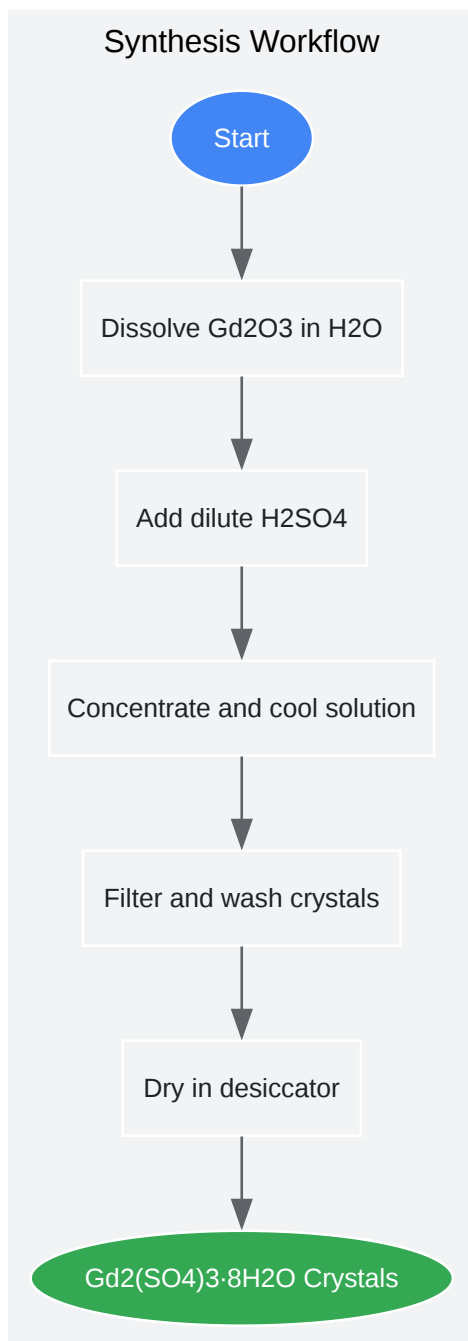 Synthesis Workflow
Start
Dissolve Gd2O3 in H2O
Add dilute H2SO4
Concentrate and cool solution
Filter and wash crystals
Dry in desiccator
Gd2(SO4)3·8H2O Crystals